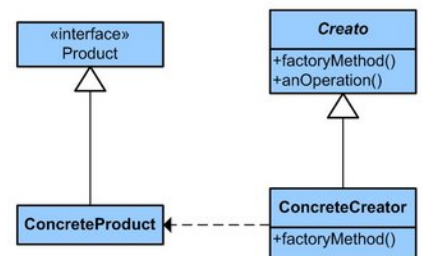 «interface»
Product
Creato
+factoryMethod()
+anOperation()
ConcreteProduct
ConcreteCreator
+factoryMethod()